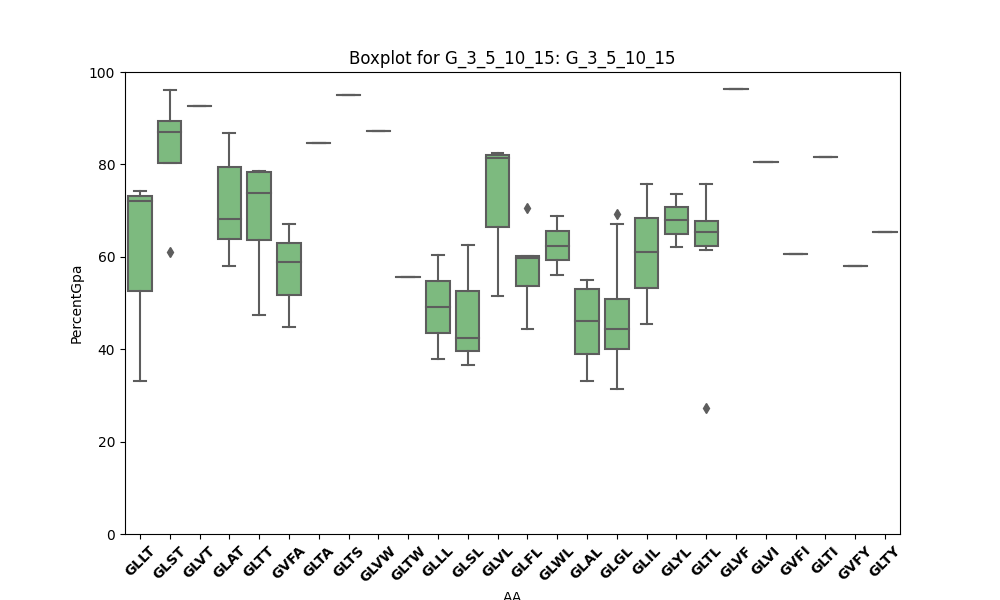 Boxplot for G_3_5_10_15: G_3_5_10_15
100
80
60
40
20
0
PercentGpa
GLLT GLST GLVT GLAT GLTT GVFA GLTA GLTS GLVW GLTW GLLL GLSL GLVL GLFL GLWL GLAL GLGL GLIL GLYL GLTL GLVF GLVI GVFI GLTI GVFY GLTY
AA